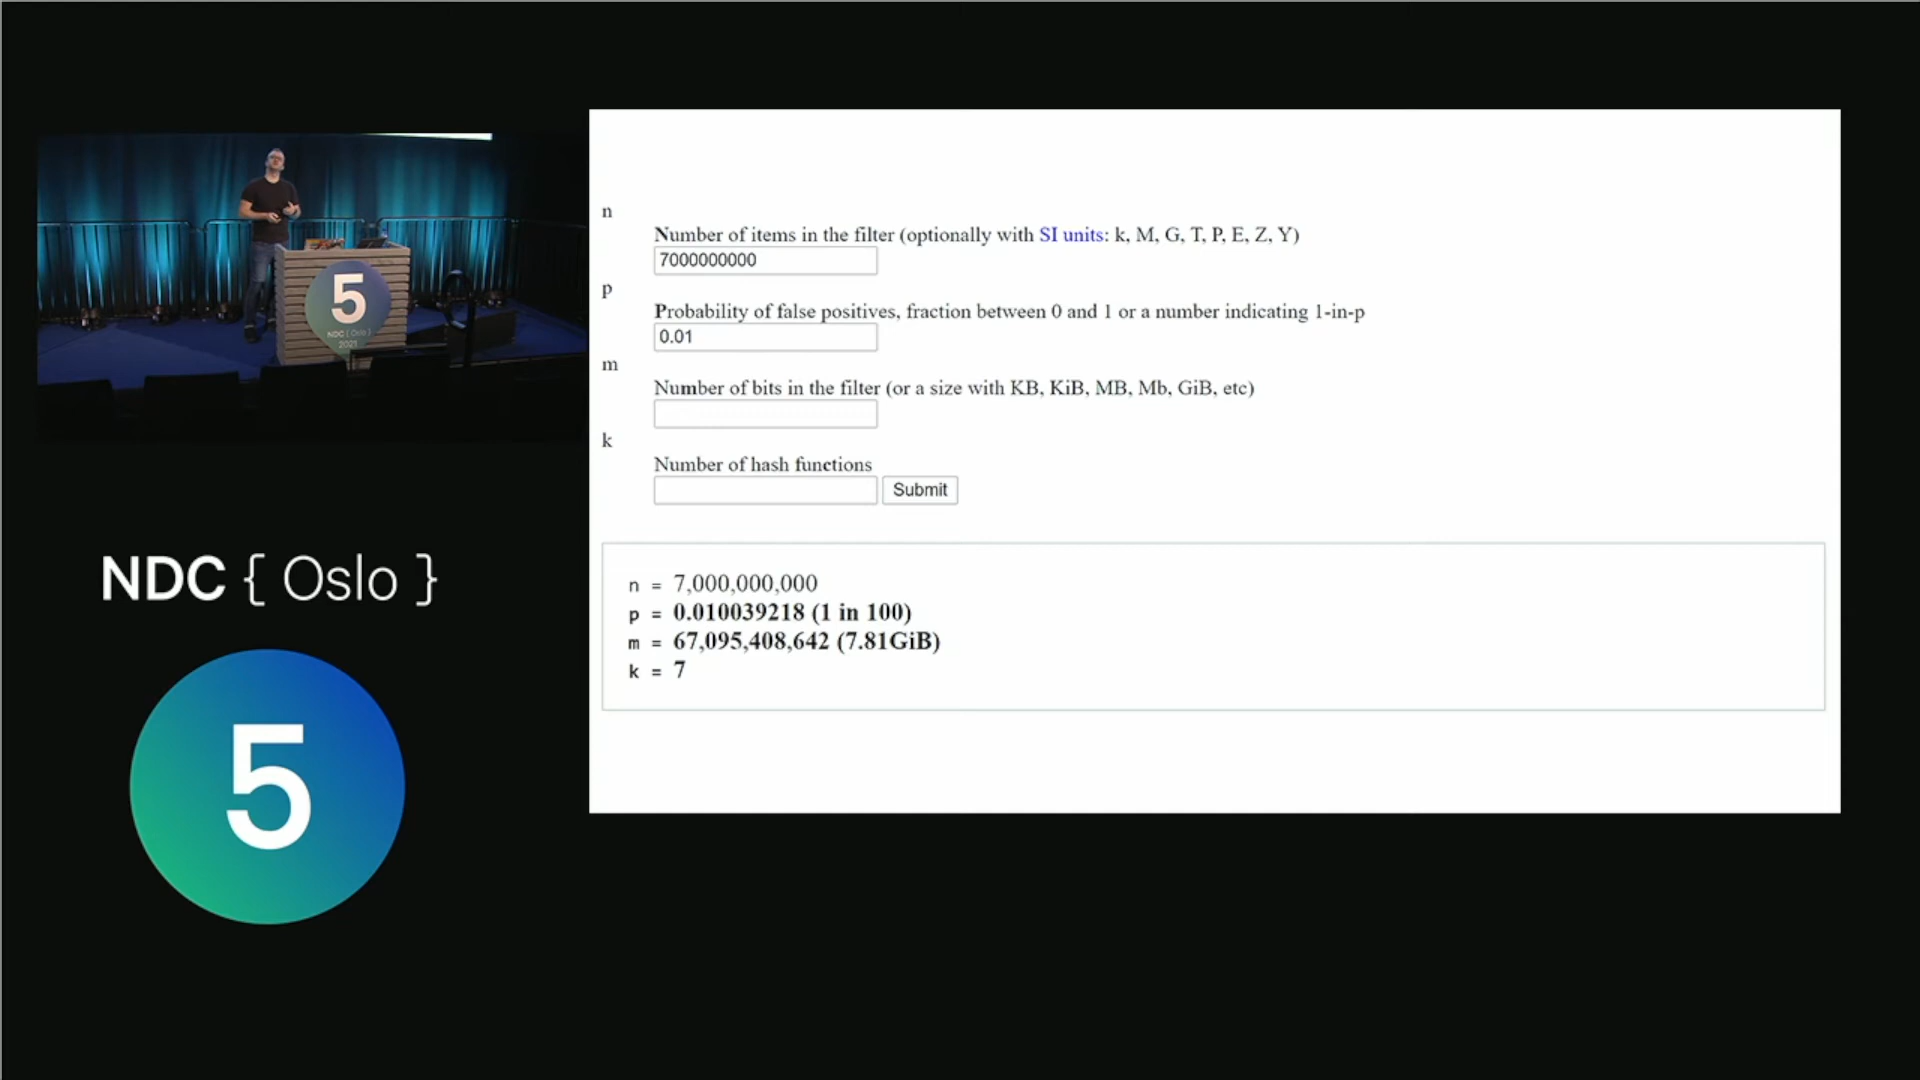 5
NDC { Oslo }
2021
NDC { Oslo }
5
n
Number of items in the filter (optionally with SI units: k, M, G, T, P, E, Z, Y)
7000000000
p
Probability of false positives, fraction between 0 and 1 or a number indicating 1-in-p
0.01
m
Number of bits in the filter (or a size with KB, KiB, MB, Mb, GiB, etc)
k
Number of hash functions
Submit
n = 7,000,000,000
p = 0.010039218 (1 in 100)
m = 67,095,408,642 (7.81GiB)
k = 7